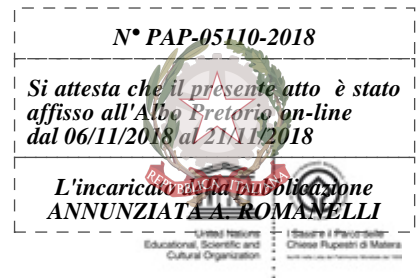 N° PAP-05110-2018
Si attesta che il presente atto è stato
affisso all'Albo Pretorio on-line
dal 06/11/2018 al 21/11/2018
L'incaricato della pubblicazione
ANNUNZIATA A. ROMANELLI
REPUBBLICA ITALIANA
United Nations
Educational, Scientific and
Cultural Organization
I Sassi e il Parco delle
Chiese Rupestri di Matera